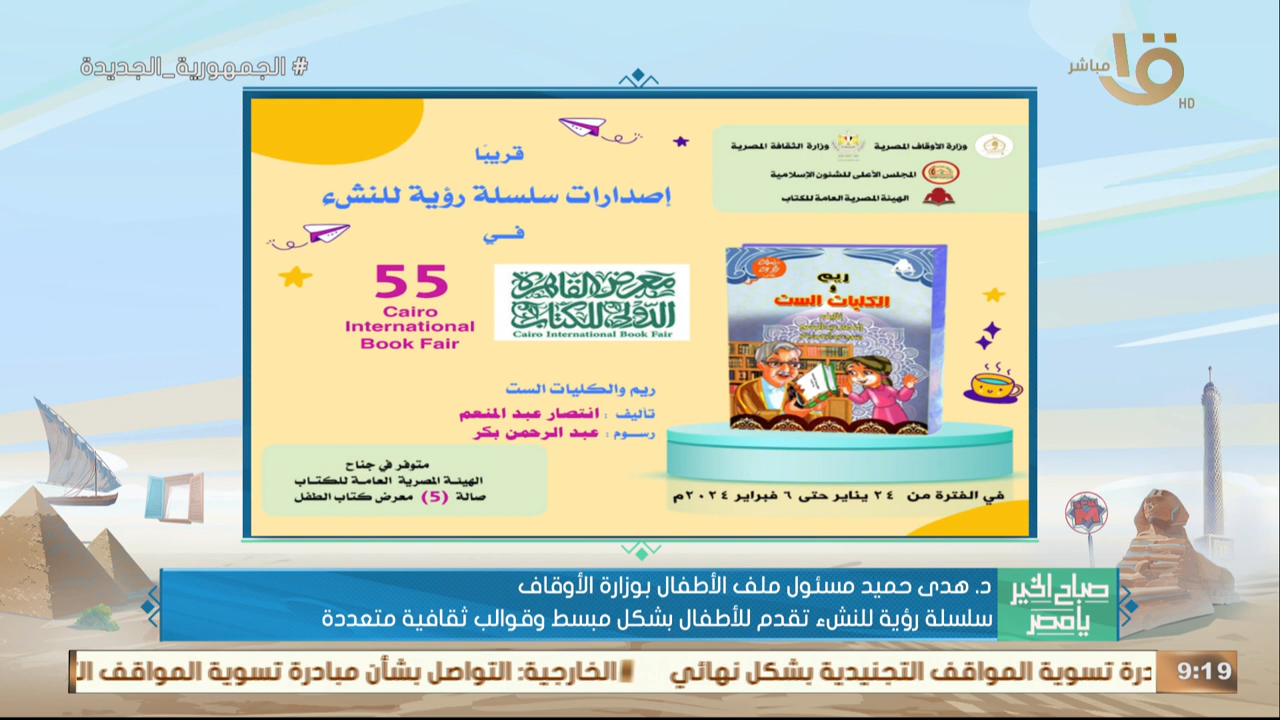 # الجمهورية_الجديدة
مباشر
HD
قريبًا
إصدارات سلسلة رؤية للنشء
في
55
Cairo
International
Book Fair
معرض القاهرة
الدولي للكتاب
Cairo International Book Fair
وزارة الأوقاف المصرية
وزارة الثقافة المصرية
المجلس الأعلى للشئون الإسلامية
الهيئة المصرية العامة للكتاب
ريم
و
الكليات الست
ريم والكليات الست
تأليف : انتصار عبد المنعم
رسوم : عبد الرحمن بكر
متوفر في جناح
الهيئة المصرية العامة للكتاب
صالة (5) معرض كتاب الطفل
في الفترة من ٢٤ يناير حتى ٦ فبراير ٢٠٢٤م
صباح الخير
يا مصر
د. هدى حميد مسئول ملف الأطفال بوزارة الأوقاف
سلسلة رؤية للنشء تقدم للأطفال بشكل مبسط وقوالب ثقافية متعددة
درة تسوية المواقف التجنيدية بشكل نهائي الخارجية: التواصل بشأن مبادرة تسوية المواقف
9:19